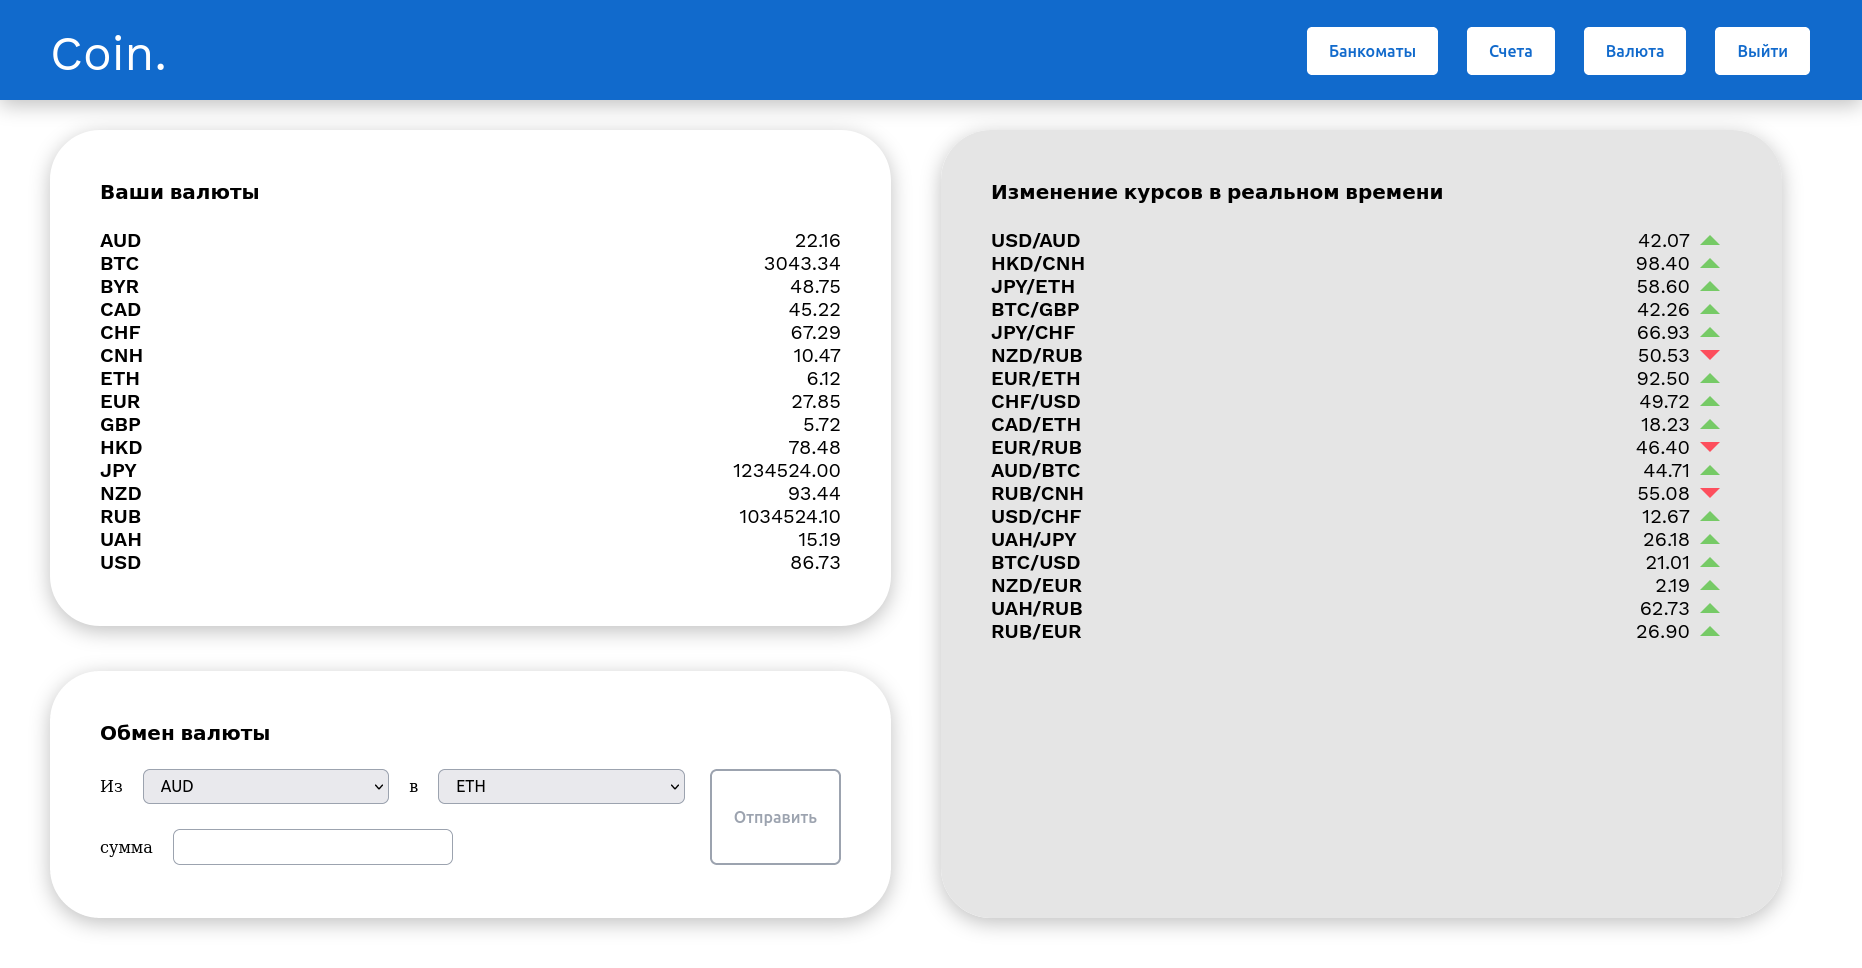 Coin.
Банкоматы
Счета
Валюта
Выйти
Ваши валюты
AUD 22.16
BTC 3043.34
BYR 48.75
CAD 45.22
CHF 67.29
CNH 10.47
ETH 6.12
EUR 27.85
GBP 5.72
HKD 78.48
JPY 1234524.00
NZD 93.44
RUB 1034524.10
UAH 15.19
USD 86.73
Обмен валюты
Из AUD в ETH
Отправить
сумма
Изменение курсов в реальном времени
USD/AUD 42.07
HKD/CNH 98.40
JPY/ETH 58.60
BTC/GBP 42.26
JPY/CHF 66.93
NZD/RUB 50.53
EUR/ETH 92.50
CHF/USD 49.72
CAD/ETH 18.23
EUR/RUB 46.40
AUD/BTC 44.71
RUB/CNH 55.08
USD/CHF 12.67
UAH/JPY 26.18
BTC/USD 21.01
NZD/EUR 2.19
UAH/RUB 62.73
RUB/EUR 26.90